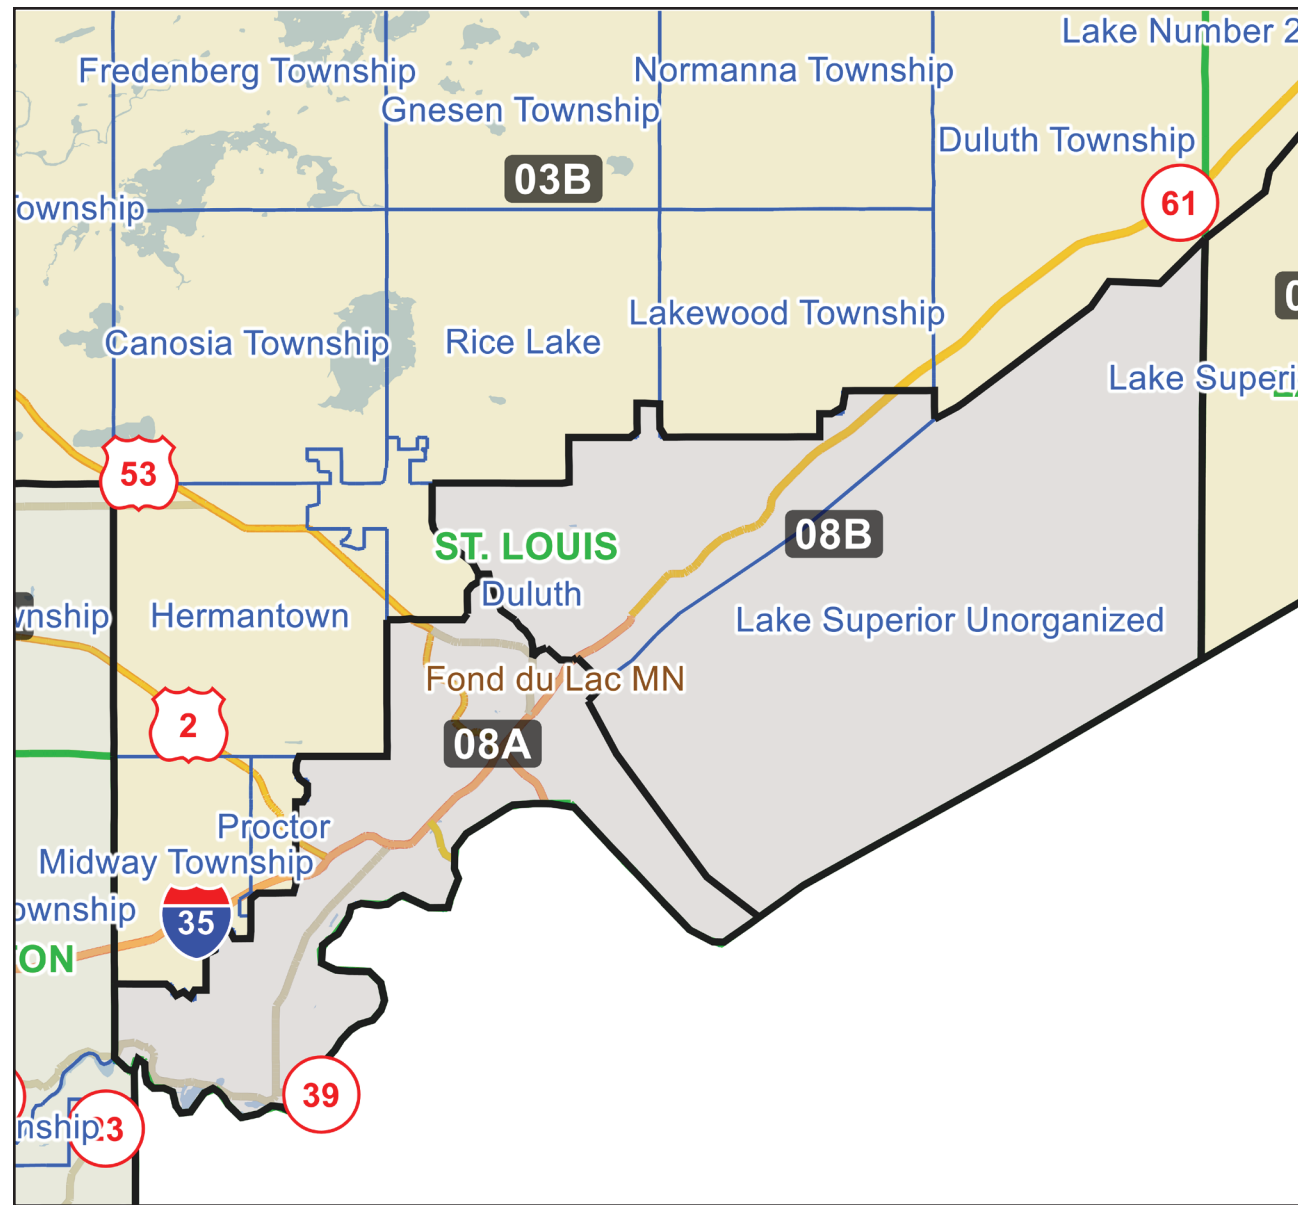 Lake Number 2
Fredenberg Township
Normanna Township
Gnesen Township
Duluth Township
03B
61
ownship
0
Lakewood Township
Canosia Township
Rice Lake
Lake Superi
53
08B
ST. LOUIS
Duluth
wnship
Hermantown
Lake Superior Unorganized
Fond du Lac MN
2
08A
Proctor
Midway Township
ownship
35
ON
39
nship